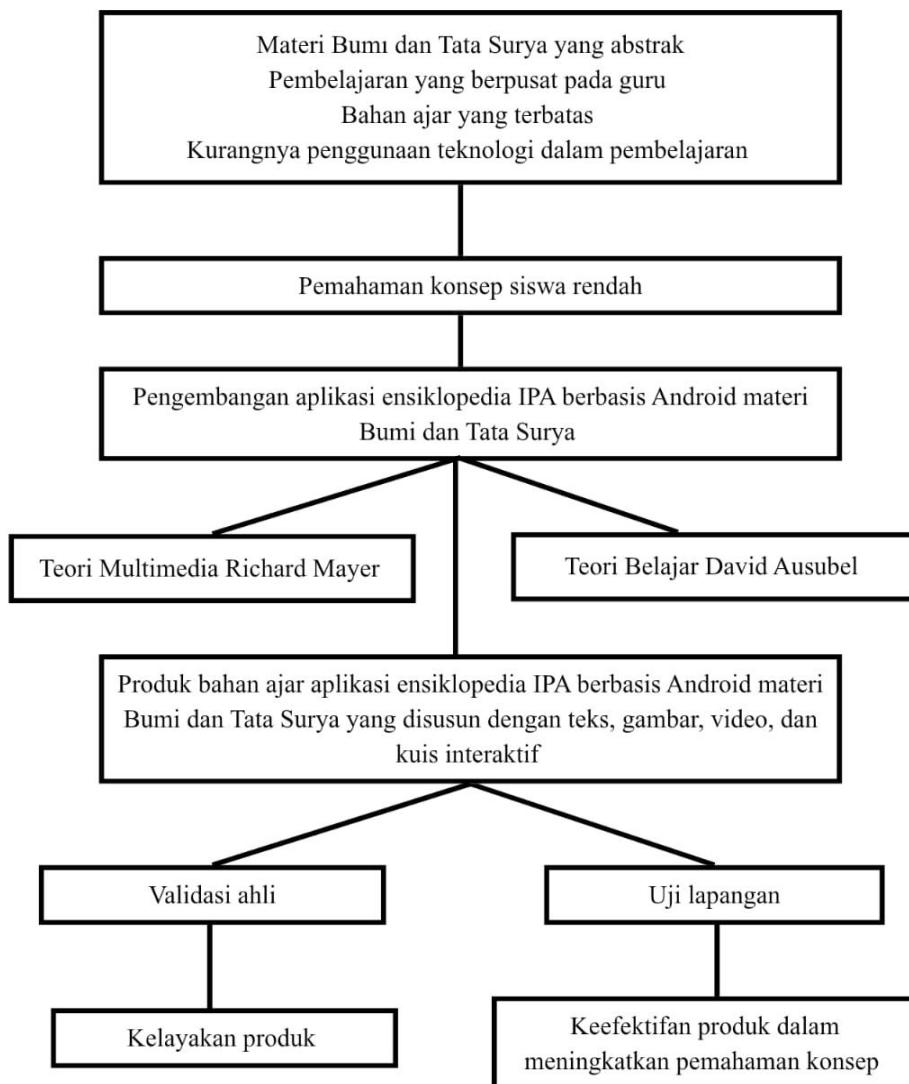 Materi Bumi dan Tata Surya yang abstrak
Pembelajaran yang berpusat pada guru
Bahan ajar yang terbatas
Kurangnya penggunaan teknologi dalam pembelajaran
Pemahaman konsep siswa rendah
Pengembangan aplikasi ensiklopedia IPA berbasis Android materi
Bumi dan Tata Surya
Teori Multimedia Richard Mayer
Teori Belajar David Ausubel
Produk bahan ajar aplikasi ensiklopedia IPA berbasis Android materi
Bumi dan Tata Surya yang disusun dengan teks, gambar, video, dan
kuis interaktif
Validasi ahli
Uji lapangan
Kelayakan produk
Keefektifan produk dalam
meningkatkan pemahaman konsep